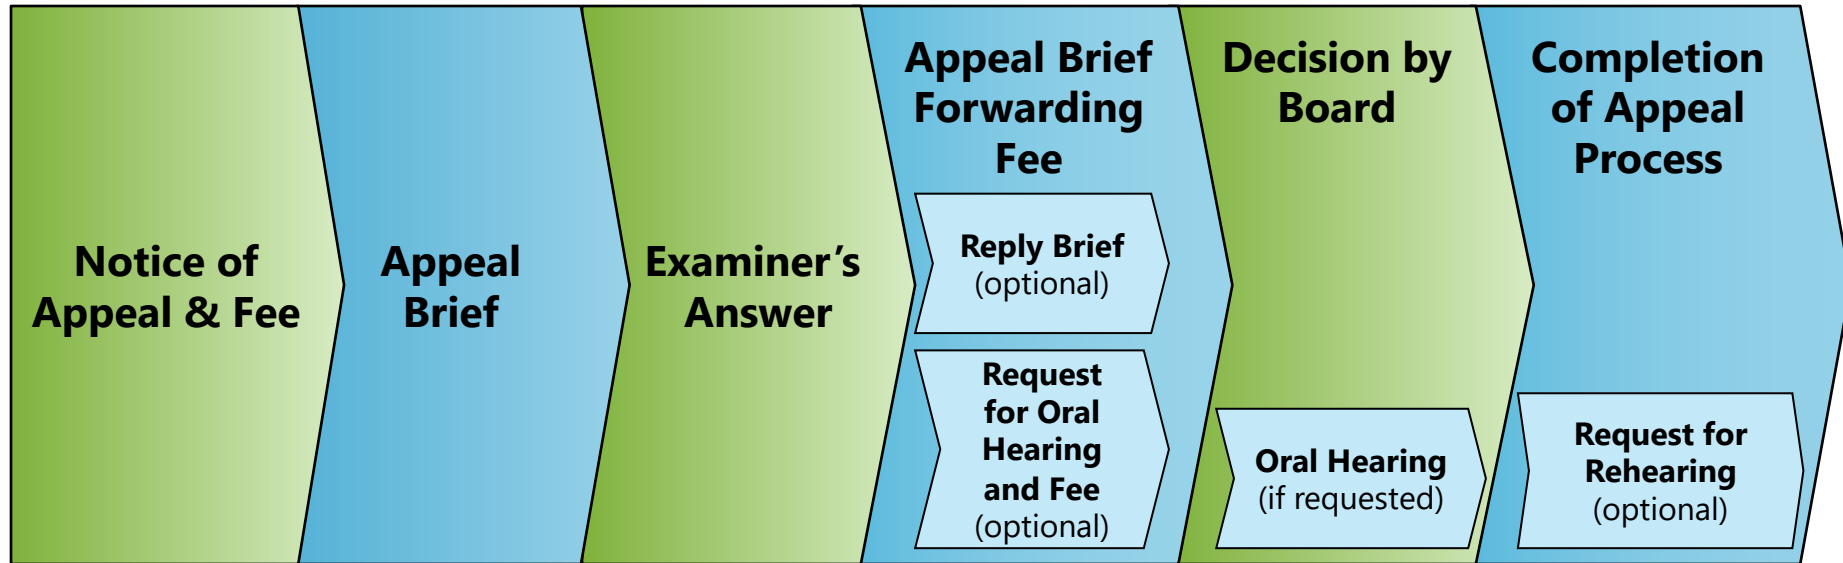 Notice of
Appeal & Fee
Appeal
Brief
Examiner’s
Answer
Appeal Brief
Forwarding
Fee
Reply Brief
(optional)
Request
for Oral
Hearing
and Fee
(optional)
Decision by
Board
Oral Hearing
(if requested)
Completion
of Appeal
Process
Request for
Rehearing
(optional)